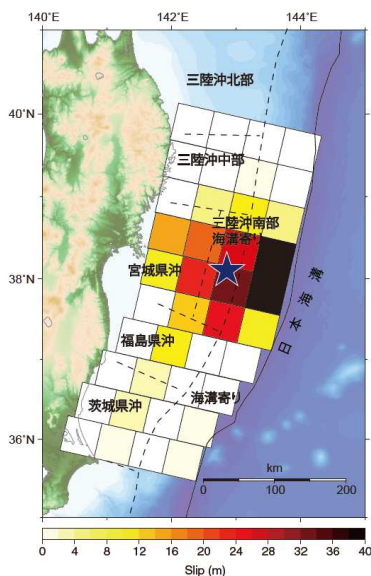 140°E
142°E
144°E
三陸沖北部
40°N
三陸沖中部
三陸沖南部
海溝寄り
38°N
宮城県沖
日本海溝
福島県沖
海溝寄り
茨城県沖
36°N
km
0 100 200
0 4 8 12 16 20 24 28 32 36 40
Slip (m)